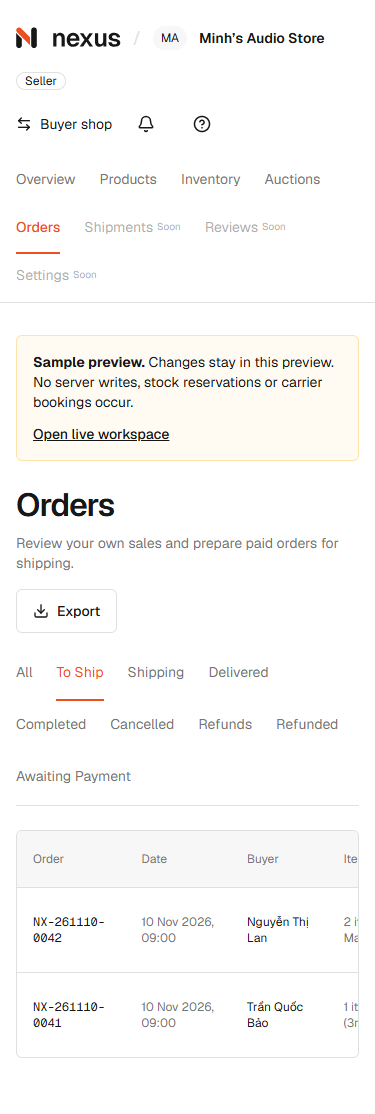 nexus / MA Minh's Audio Store
Seller
Buyer shop
Overview Products Inventory Auctions
Orders Shipments Soon Reviews Soon
Settings Soon
Sample preview. Changes stay in this preview.
No server writes, stock reservations or carrier
bookings occur.
Open live workspace
Orders
Review your own sales and prepare paid orders for
shipping.
Export
All To Ship Shipping Delivered
Completed Cancelled Refunds Refunded
Awaiting Payment
Order Date Buyer
NX-261110-
0042
10 Nov 2026,
09:00
Nguyễn Thị
Lan
NX-261110-
0041
10 Nov 2026,
09:00
Trần Quốc
Bảo